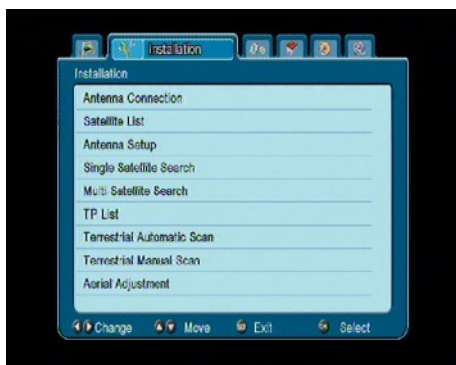 Installation
Installation
Antenna Connection
Satellite List
Antenna Setup
Single Satellite Search
Multi Satellite Search
TP List
Terrestrial Automatic Scan
Terrestrial Manual Scan
Aerial Adjustment
Change Move Exit Select